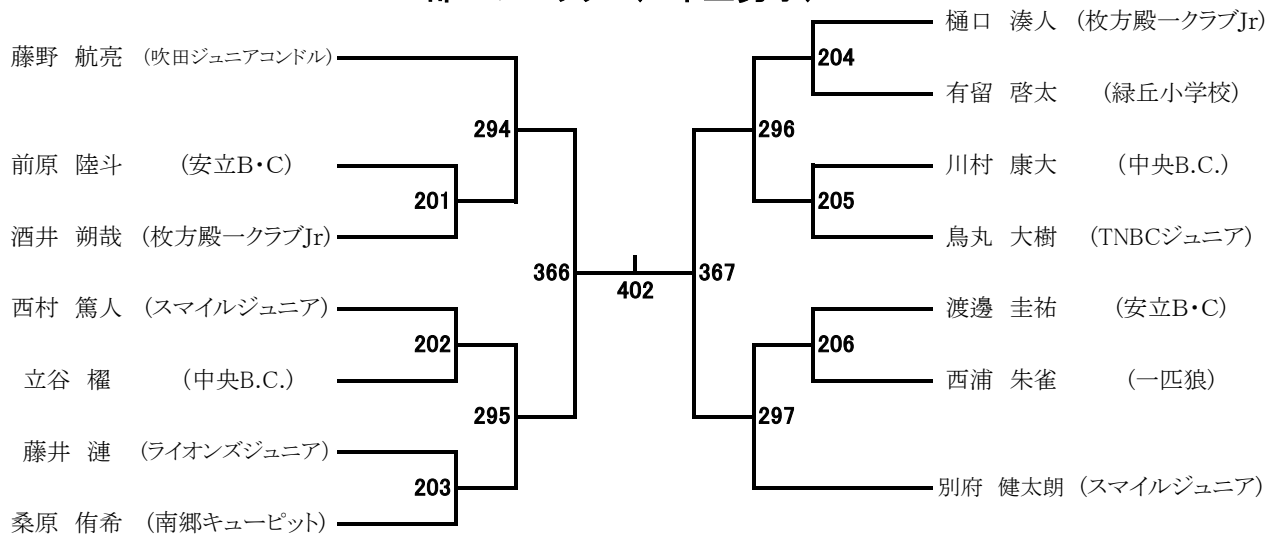 藤野 航亮 (吹田ジュニアコンドル)
前原 陸斗 (安立B・C)
酒井 朔哉 (枚方殿一クラブJr)
西村 篤人 (スマイルジュニア)
立谷 櫂 (中央B.C.)
藤井 漣 (ライオンズジュニア)
桑原 侑希 (南郷キューピット)
294
201
202
295
203
366
402
367
204
296
205
206
297
樋口 湊人 (枚方殿一クラブJr)
有留 啓太 (緑丘小学校)
川村 康大 (中央B.C.)
鳥丸 大樹 (TNBCジュニア)
渡邊 圭祐 (安立B・C)
西浦 朱雀 (一匹狼)
別府 健太朗 (スマイルジュニア)